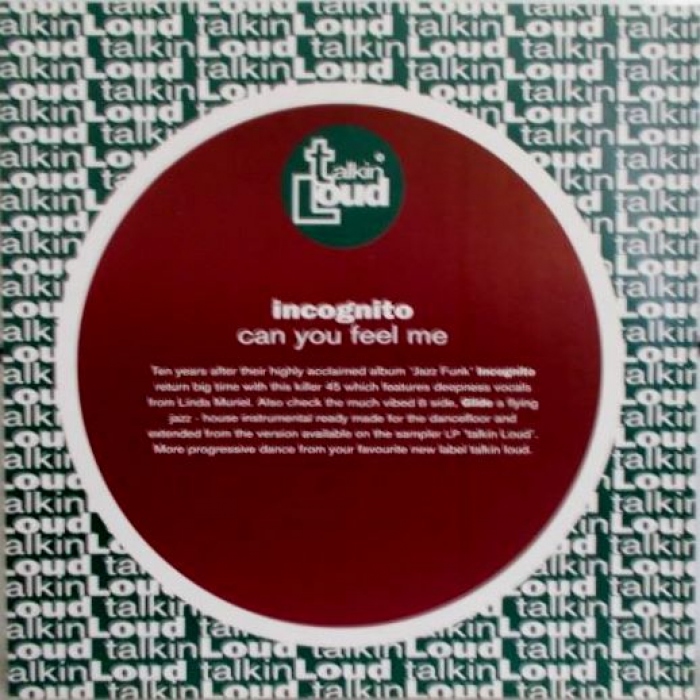 talkin Loud
incognito
can you feel me
Ten years after their highly acclaimed album 'Jazz Funk' Incognito
return big time with this killer 45 which features deepness vocals
from Linda Muriel. Also check the much vibed B side, Glide a flying
jazz - house instrumental ready made for the dancefloor and
extended from the version available on the sampler LP 'talkin Loud'.
More progressive dance from your favourite new label talkin loud.